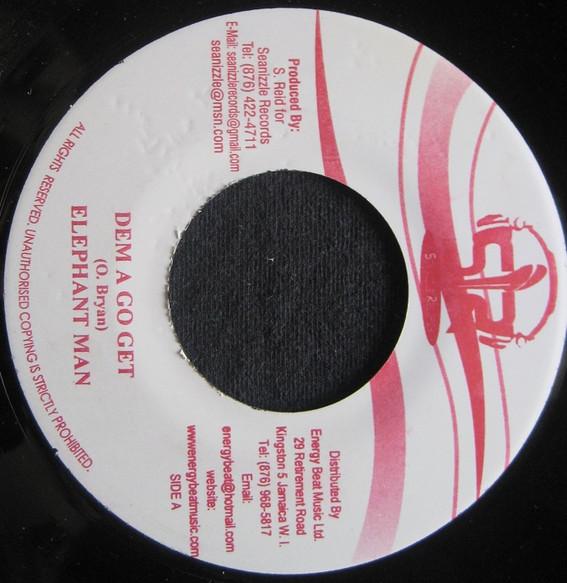 S R
Produced By:
S. Reid for
Seanizzle Records
Tel: (876) 422-4711
E-Mail: seanizzlerecords@gmail.com
seanizzle@msn.com
Distributed By
Energy Beat Music Ltd.
29 Retirement Road
Kingston 5 Jamaica W. I.
Tel: (876) 968-5817
Email:
energybeat@hotmail.com
website:
www.energybeatmusic.com
SIDE A
DEM A GO GET
(O. Bryan)
ELEPHANT MAN
ALL RIGHTS RESERVED, UNAUTHORISED COPYING IS STRICTLY PROHIBITED.